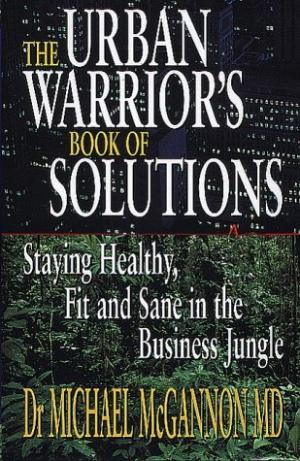 THE URBAN
WARRIOR'S
BOOK OF
SOLUTIONS
Staying Healthy,
Fit and Sane in the
Business Jungle
Dr MICHAEL McGANNON MD